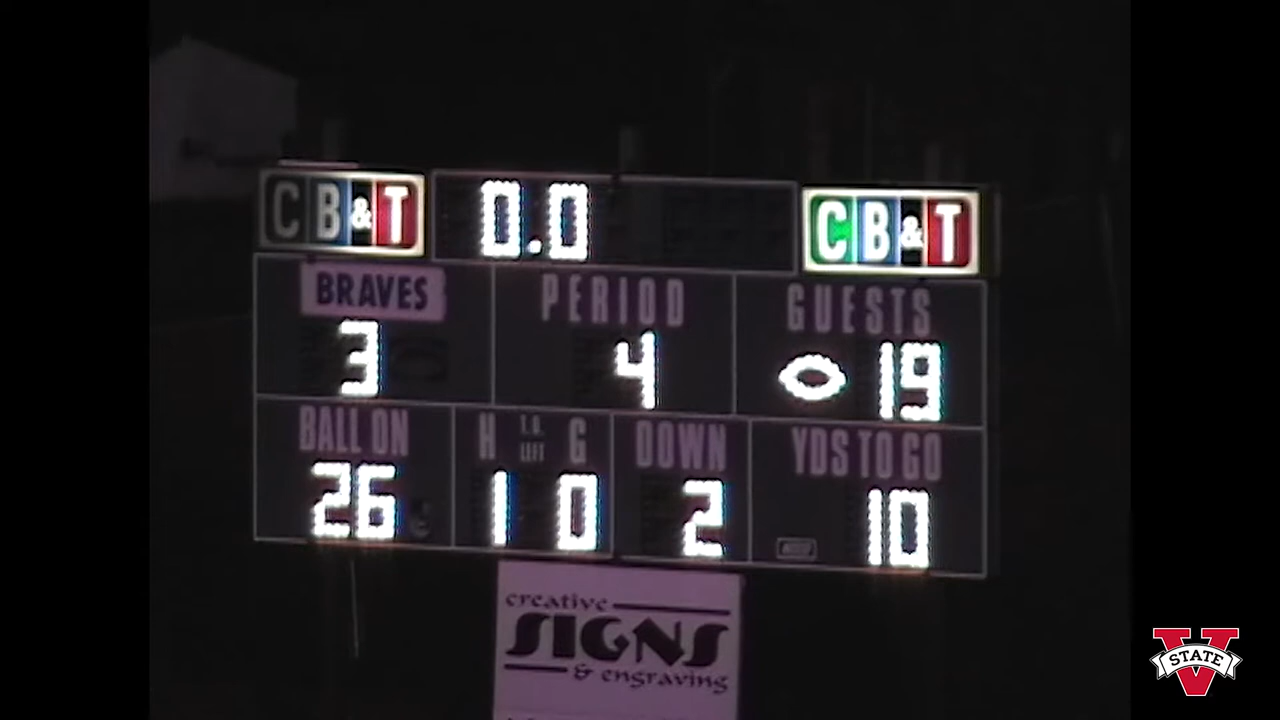 CB&T 0.0 CB&T
BRAVES PERIOD GUESTS
3 4 19
BALL ON H T.O. LEFT G DOWN YDS TO GO
26 1 0 2 10
creative
SIGNS
& engraving
V STATE